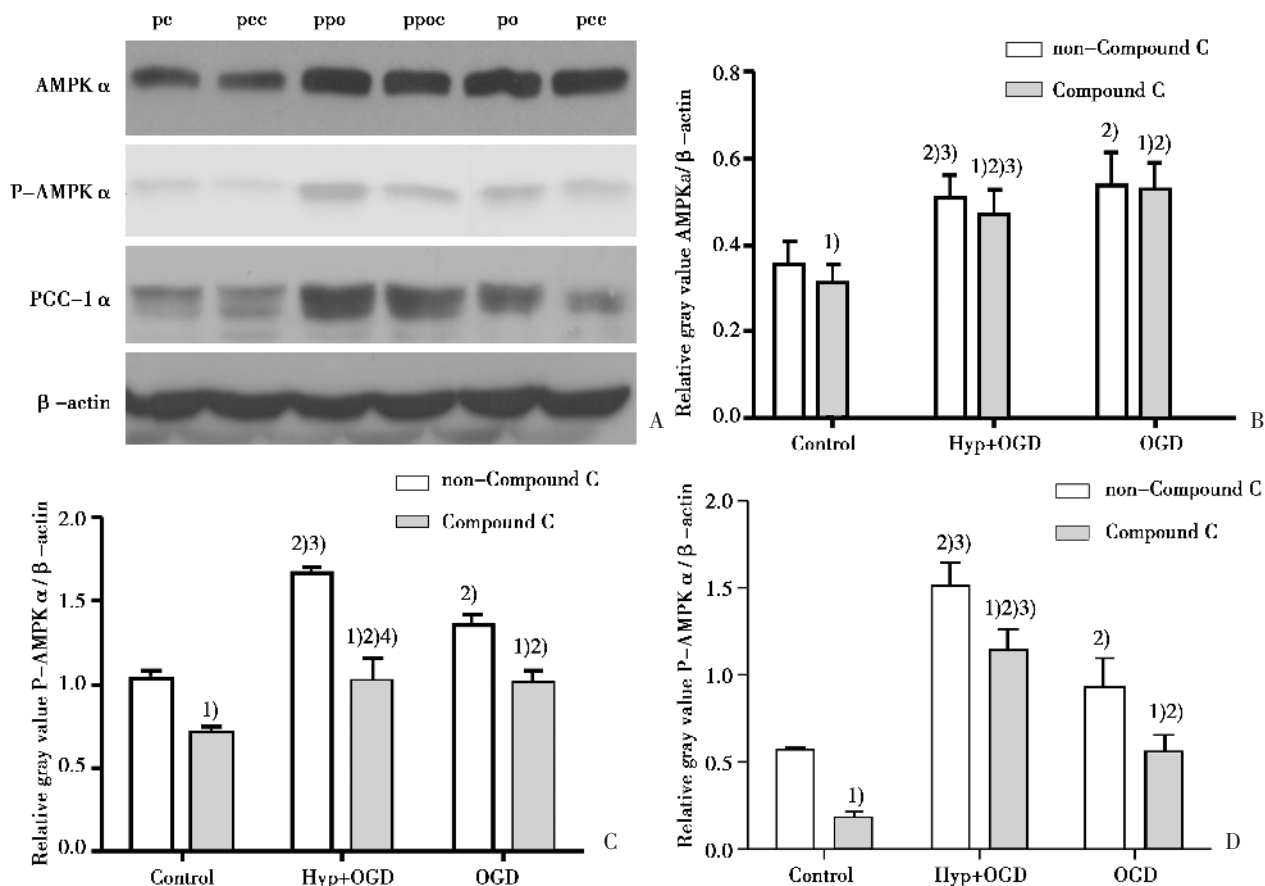 pc pcc ppo ppoc po pcc
AMPK α
P-AMPK α
PGC-1 α
β-actin
A
non-Compound C
Compound C
Relative gray value AMPKa/β-actin
0.8
0.6
0.4
0.2
0.0
1)
2)3)
1)2)3)
2)
1)2)
Control Hyp+OGD OGD
B
non-Compound C
Compound C
Relative gray value P-AMPK α/β-actin
2.0
1.5
1.0
0.5
0.0
1)
2)3)
1)2)4)
2)
1)2)
Control Hyp+OGD OGD
C
non-Compound C
Compound C
Relative gray value P-AMPK α/β-actin
2.0
1.5
1.0
0.5
0.0
1)
2)3)
1)2)3)
2)
1)2)
Control Hyp+OGD OGD
D